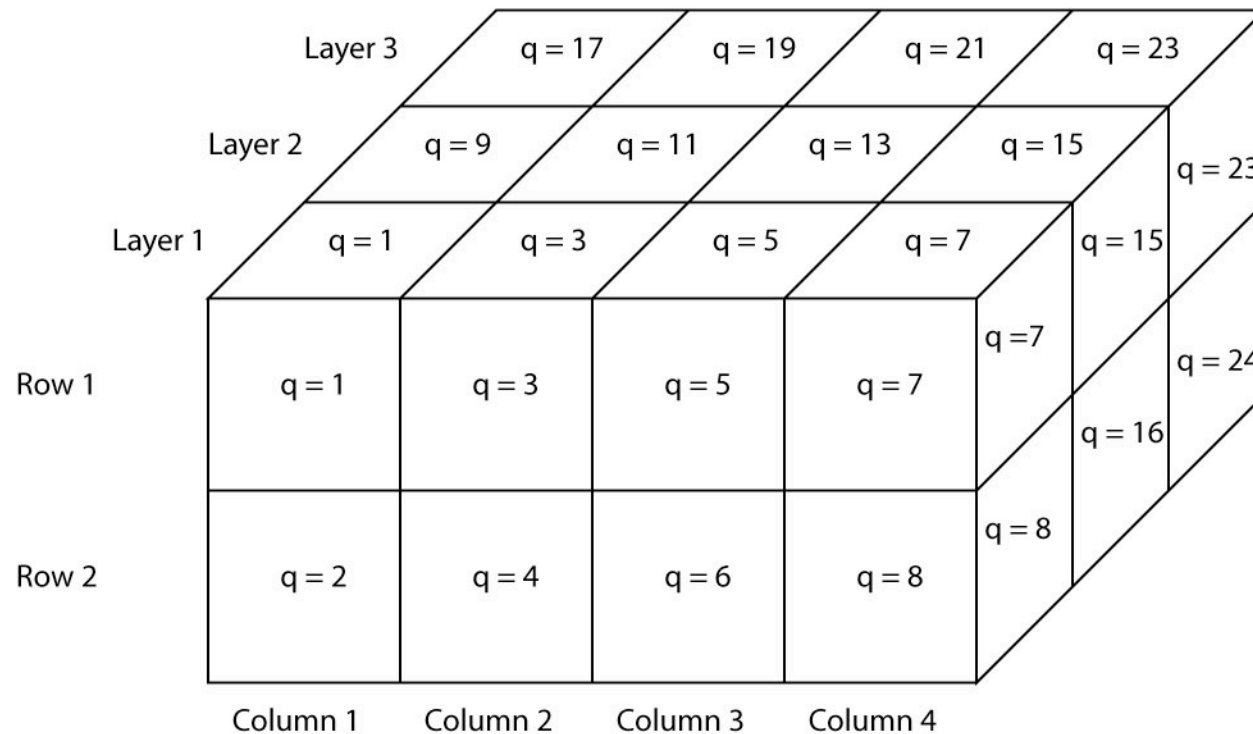 Layer 3 q = 17 q = 19 q = 21 q = 23
Layer 2 q = 9 q = 11 q = 13 q = 15 q = 23
Layer 1 q = 1 q = 3 q = 5 q = 7 q = 15
q =7
Row 1 q = 1 q = 3 q = 5 q = 7 q = 24
q = 16
q = 8
Row 2 q = 2 q = 4 q = 6 q = 8
Column 1 Column 2 Column 3 Column 4